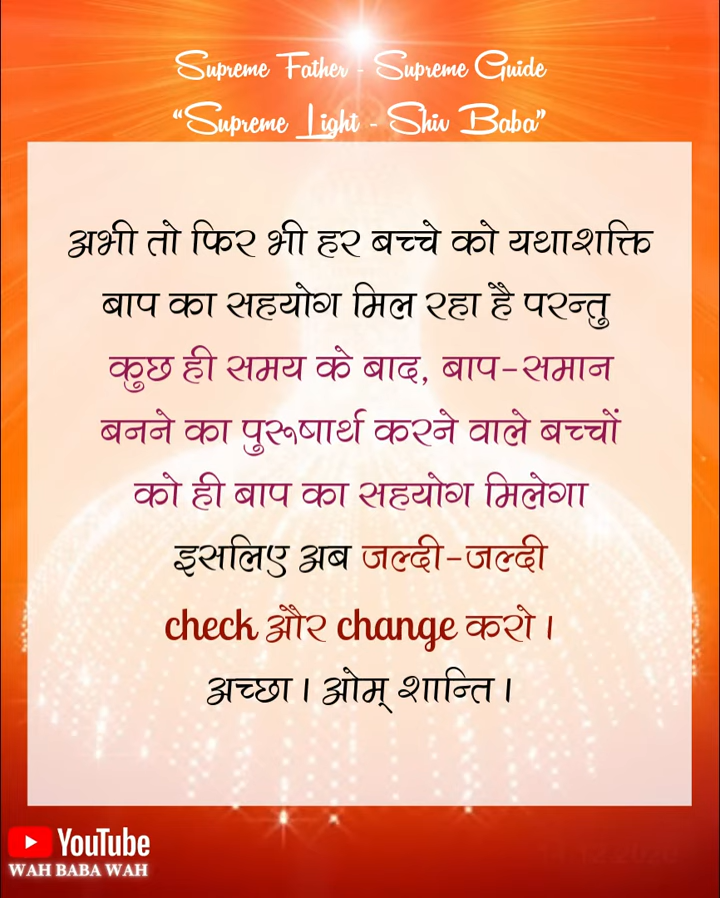 Supreme Father - Supreme Guide
“Supreme Light - Shiv Baba”
अभी तो फिर भी हर बच्चे को यथाशक्ति
बाप का सहयोग मिल रहा है परन्तु
कुछ ही समय के बाद, बाप-समान
बनने का पुरूषार्थ करने वाले बच्चों
को ही बाप का सहयोग मिलेगा
इसलिए अब जल्दी-जल्दी
check और change करो।
अच्छा। ओम् शान्ति।
YouTube
WAH BABA WAH